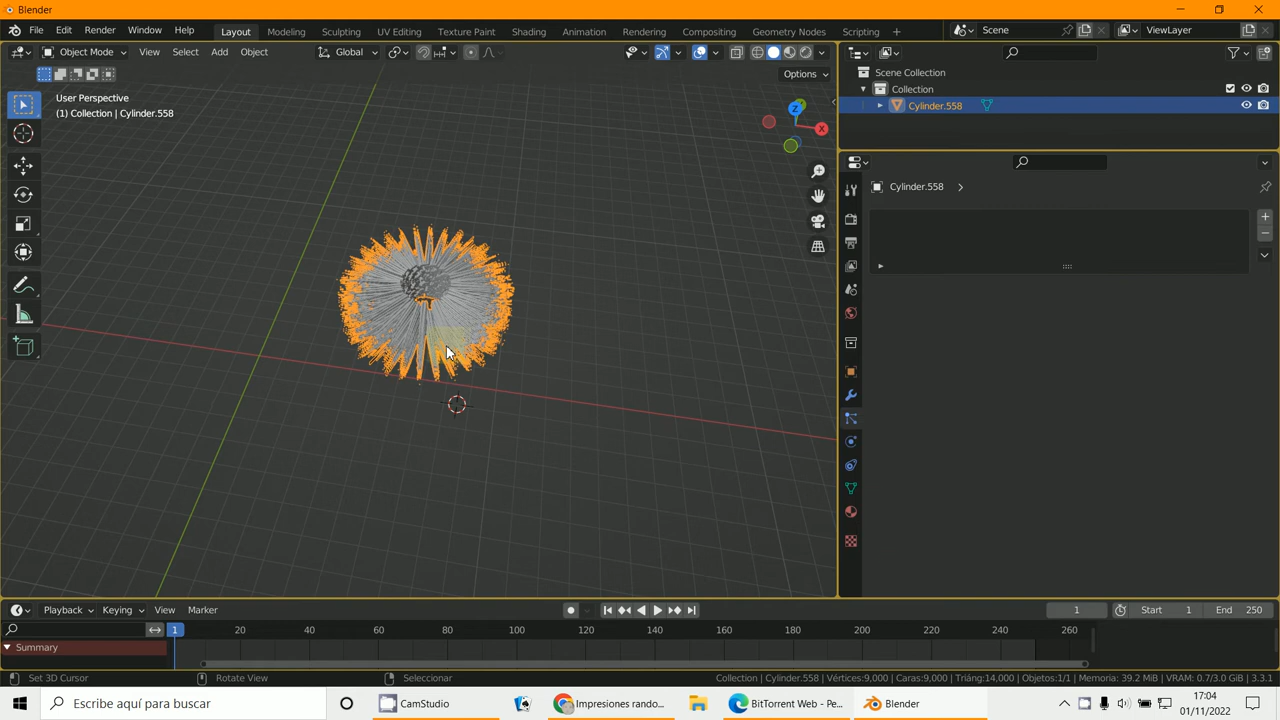 Blender
File Edit Render Window Help Layout Modeling Sculpting UV Editing Texture Paint Shading Animation Rendering Compositing Geometry Nodes Scripting + Scene ViewLayer
Object Mode View Select Add Object Global
Options
User Perspective
(1) Collection | Cylinder.558
Z
X
Scene Collection
Collection
Cylinder.558
Cylinder.558
Playback Keying View Marker 1 Start 1 End 250
1 20 40 60 80 100 120 140 160 180 200 220 240 260
Summary
Set 3D Cursor Rotate View Seleccionar Collection | Cylinder.558 | Vértices:9,000 | Caras:9,000 | Triáng:14,000 | Objetos:1/1 | Memoria: 39.2 MiB | VRAM: 0.7/3.0 GiB | 3.3.1
Escribe aquí para buscar CamStudio Impresiones rando... BitTorrent Web - Pe... Blender 17:04
01/11/2022